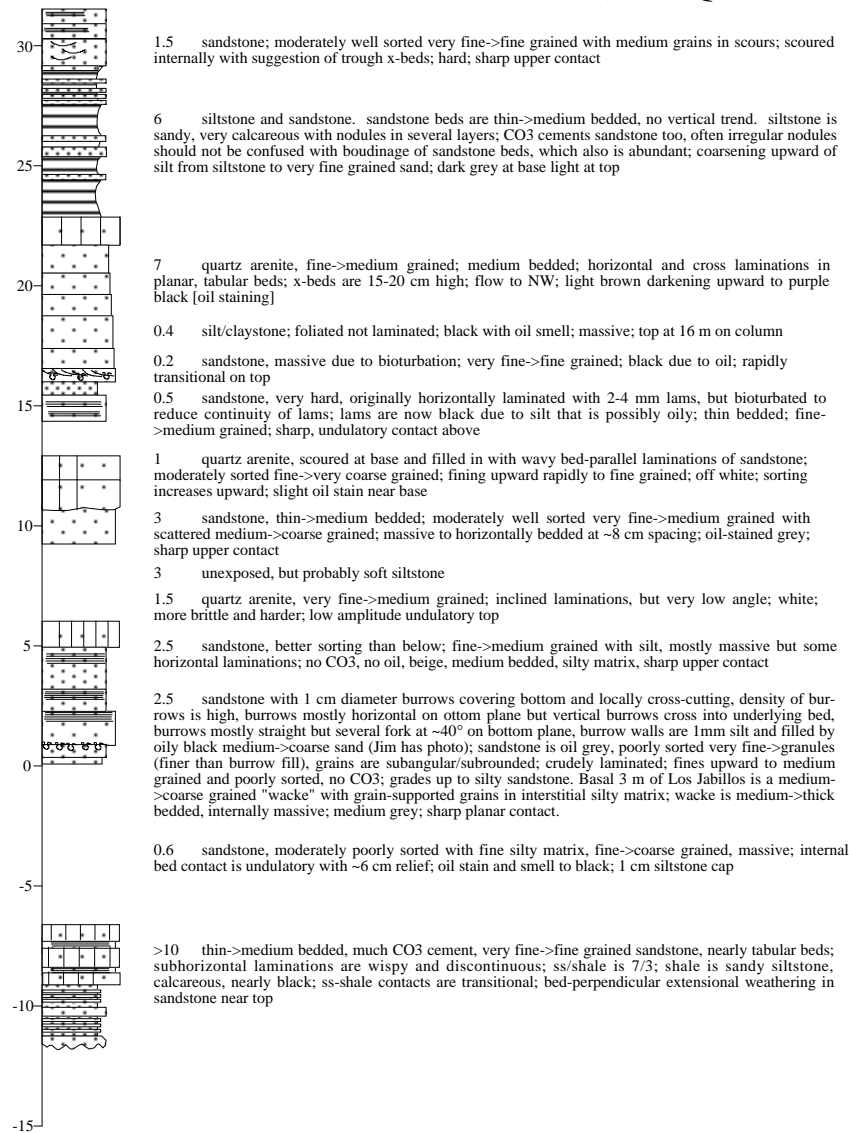 30
1.5 sandstone; moderately well sorted very fine->fine grained with medium grains in scours; scoured
internally with suggestion of trough x-beds; hard; sharp upper contact
6 siltstone and sandstone. sandstone beds are thin->medium bedded, no vertical trend. siltstone is
sandy, very calcareous with nodules in several layers; CO3 cements sandstone too, often irregular nodules
should not be confused with boudinage of sandstone beds, which also is abundant; coarsening upward of
silt from siltstone to very fine grained sand; dark grey at base light at top
25
7 quartz arenite, fine->medium grained; medium bedded; horizontal and cross laminations in
planar, tabular beds; x-beds are 15-20 cm high; flow to NW; light brown darkening upward to purple
black [oil staining]
20
0.4 silt/claystone; foliated not laminated; black with oil smell; massive; top at 16 m on column
0.2 sandstone, massive due to bioturbation; very fine->fine grained; black due to oil; rapidly
transitional on top
0.5 sandstone, very hard, originally horizontally laminated with 2-4 mm lams, but bioturbated to
reduce continuity of lams; lams are now black due to silt that is possibly oily; thin bedded; fine-
>medium grained; sharp, undulatory contact above
15
1 quartz arenite, scoured at base and filled in with wavy bed-parallel laminations of sandstone;
moderately sorted fine->very coarse grained; fining upward rapidly to fine grained; off white; sorting
increases upward; slight oil stain near base
10
3 sandstone, thin->medium bedded; moderately well sorted very fine->medium grained with
scattered medium->coarse grained; massive to horizontally bedded at ~8 cm spacing; oil-stained grey;
sharp upper contact
3 unexposed, but probably soft siltstone
1.5 quartz arenite, very fine->medium grained; inclined laminations, but very low angle; white;
more brittle and harder; low amplitude undulatory top
5
2.5 sandstone, better sorting than below; fine->medium grained with silt, mostly massive but some
horizontal laminations; no CO3, no oil, beige, medium bedded, silty matrix, sharp upper contact
2.5 sandstone with 1 cm diameter burrows covering bottom and locally cross-cutting, density of bur-
rows is high, burrows mostly horizontal on ottom plane but vertical burrows cross into underlying bed,
burrows mostly straight but several fork at ~40° on bottom plane, burrow walls are 1mm silt and filled by
oily black medium->coarse sand (Jim has photo); sandstone is oil grey, poorly sorted very fine->granules
(finer than burrow fill), grains are subangular/subrounded; crudely laminated; fines upward to medium
grained and poorly sorted, no CO3; grades up to silty sandstone. Basal 3 m of Los Jabillos is a medium-
>coarse grained "wacke" with grain-supported grains in interstitial silty matrix; wacke is medium->thick
bedded, internally massive; medium grey; sharp planar contact.
0
0.6 sandstone, moderately poorly sorted with fine silty matrix, fine->coarse grained, massive; internal
bed contact is undulatory with ~6 cm relief; oil stain and smell to black; 1 cm siltstone cap
-5
>10 thin->medium bedded, much CO3 cement, very fine->fine grained sandstone, nearly tabular beds;
subhorizontal laminations are wispy and discontinuous; ss/shale is 7/3; shale is sandy siltstone,
calcareous, nearly black; ss-shale contacts are transitional; bed-perpendicular extensional weathering in
sandstone near top
-10
-15